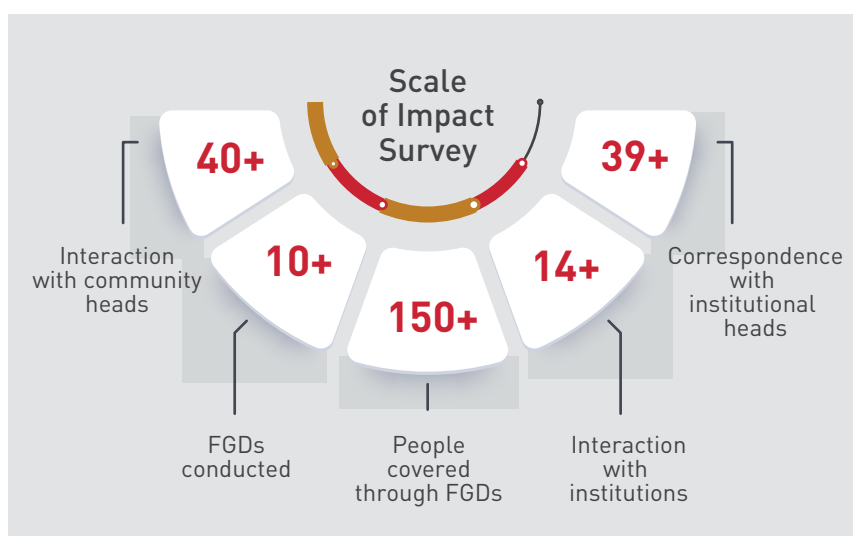 Scale
of Impact
Survey
40+
Interaction
with community
heads
10+
FGDs
conducted
150+
People
covered
through FGDs
14+
Interaction
with
institutions
39+
Correspondence
with
institutional
heads